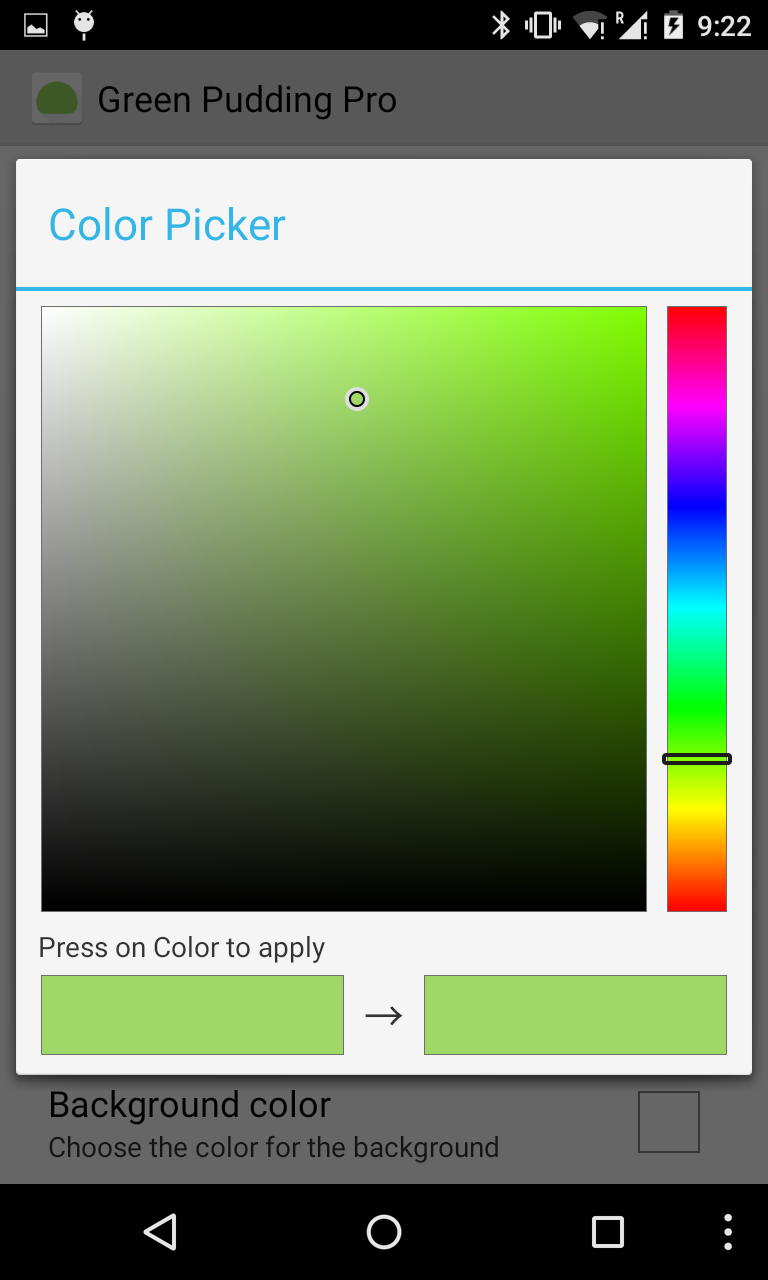 R
9:22
Green Pudding Pro
Color Picker
Press on Color to apply
Background color
Choose the color for the background